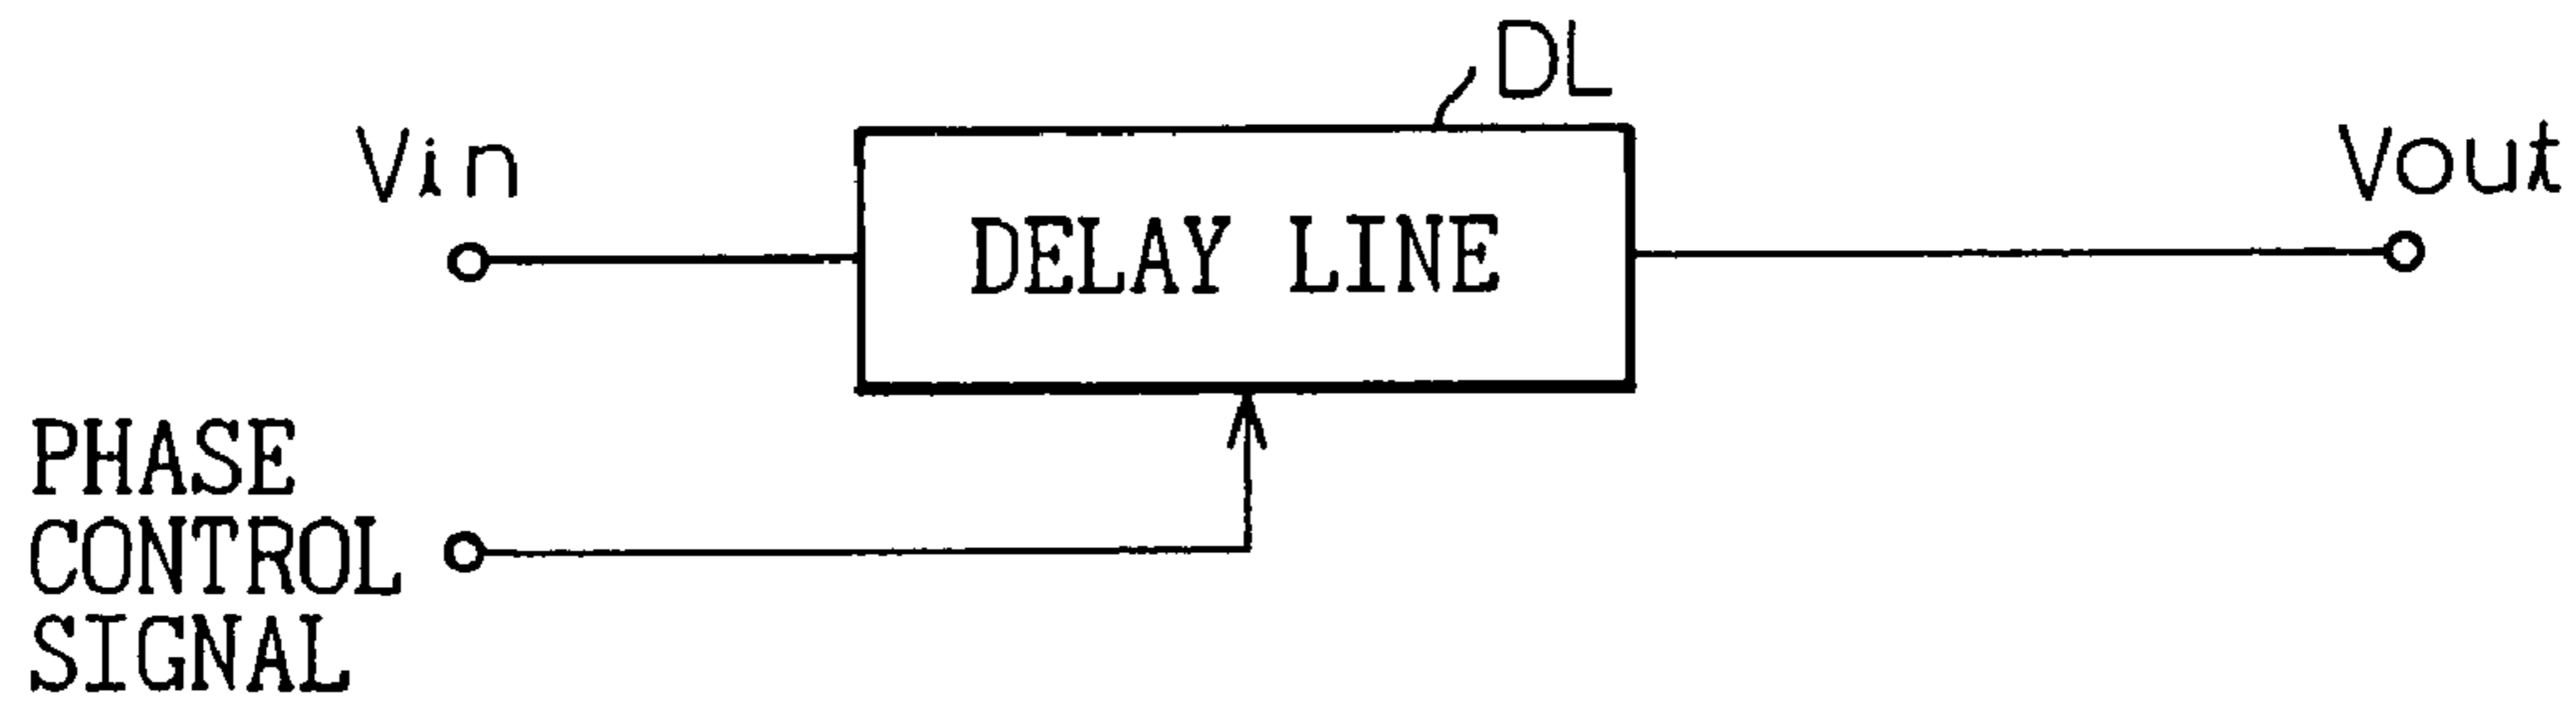 DL
Vin
Vout
DELAY LINE
PHASE
CONTROL
SIGNAL